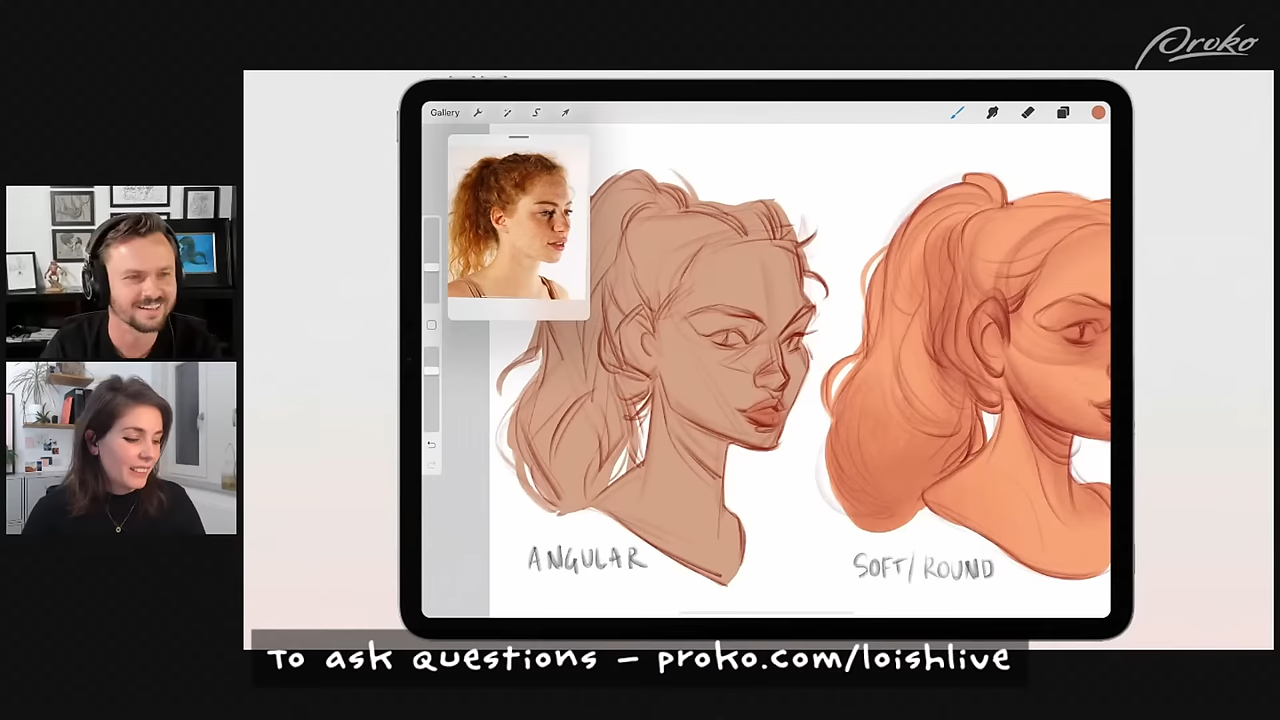 Proko
Gallery
ANGULAR
SOFT/ROUND
To ask questions – proko.com/loishlive